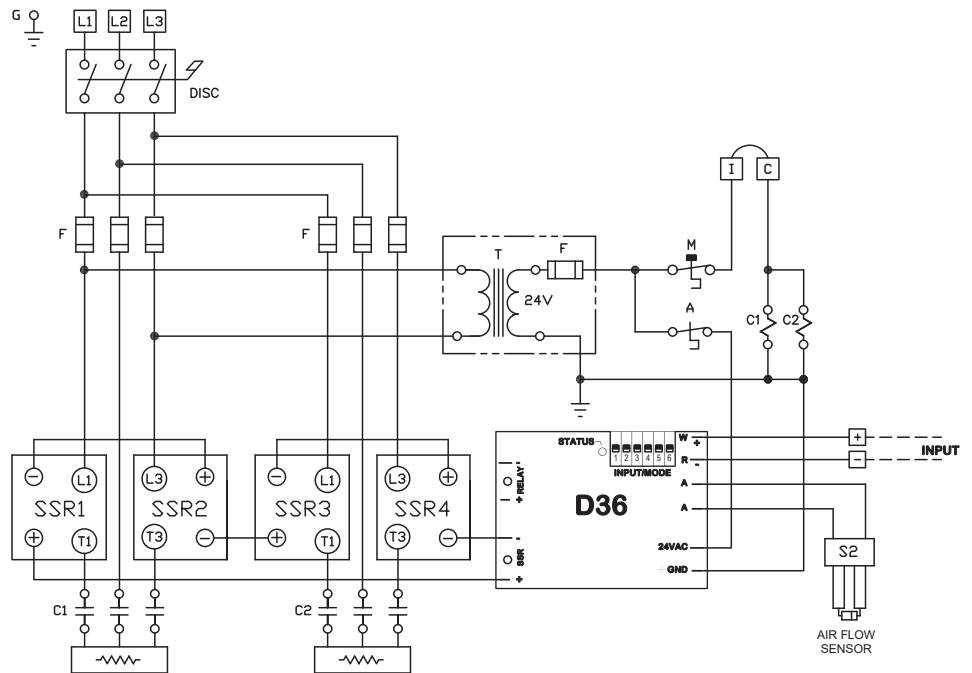 G L1 L2 L3
DISC
I C
F F
T F M
24V
A
C1 C2
W +
STATUS
1 2 3 4 5 6
R -
INPUT/MODE
+
-
INPUT
- L1 L3 + - L1 L3 +
- RELAY +
A
SSR1 SSR2 SSR3 SSR4
D36
A
+ T1 T3 - + T1 T3 -
- SSR +
24VAC
GND
S2
C1 C2
AIR FLOW
SENSOR